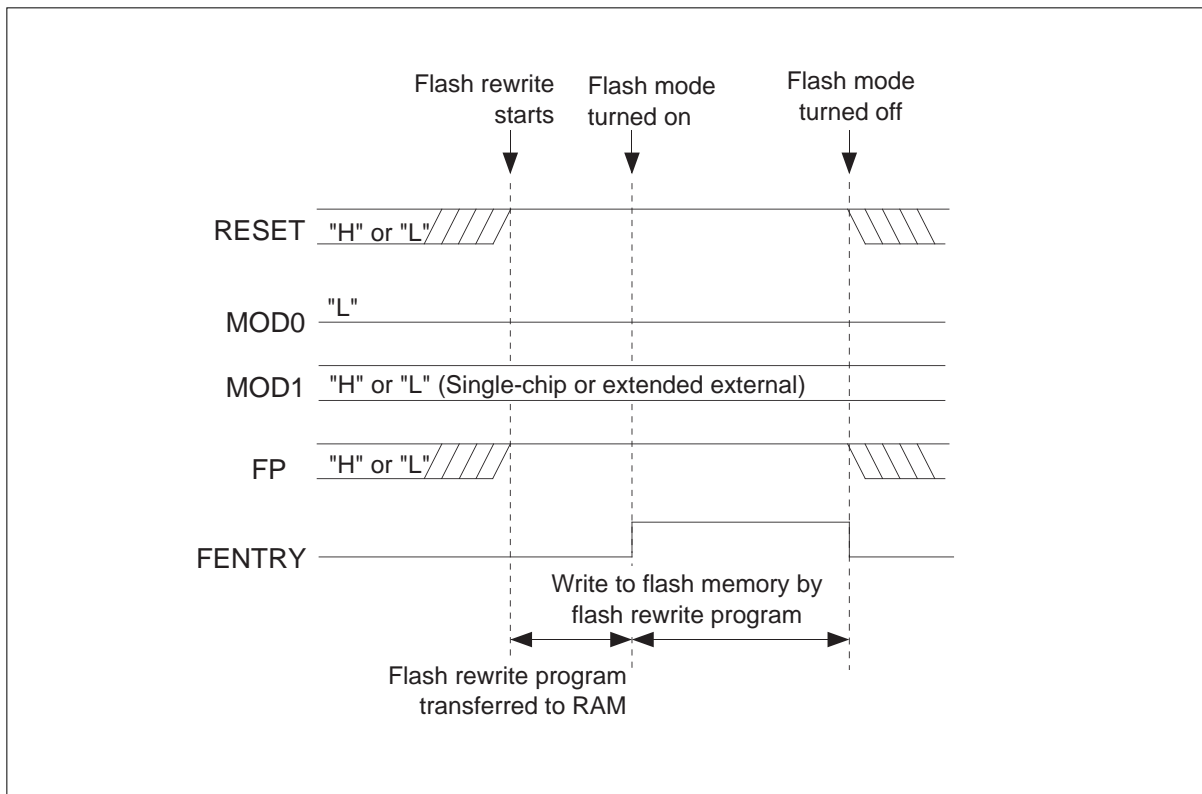 Flash rewrite
starts
Flash mode
turned on
Flash mode
turned off
RESET "H" or "L"
MOD0 "L"
MOD1 "H" or "L" (Single-chip or extended external)
FP "H" or "L"
FENTRY
Write to flash memory by
flash rewrite program
Flash rewrite program
transferred to RAM